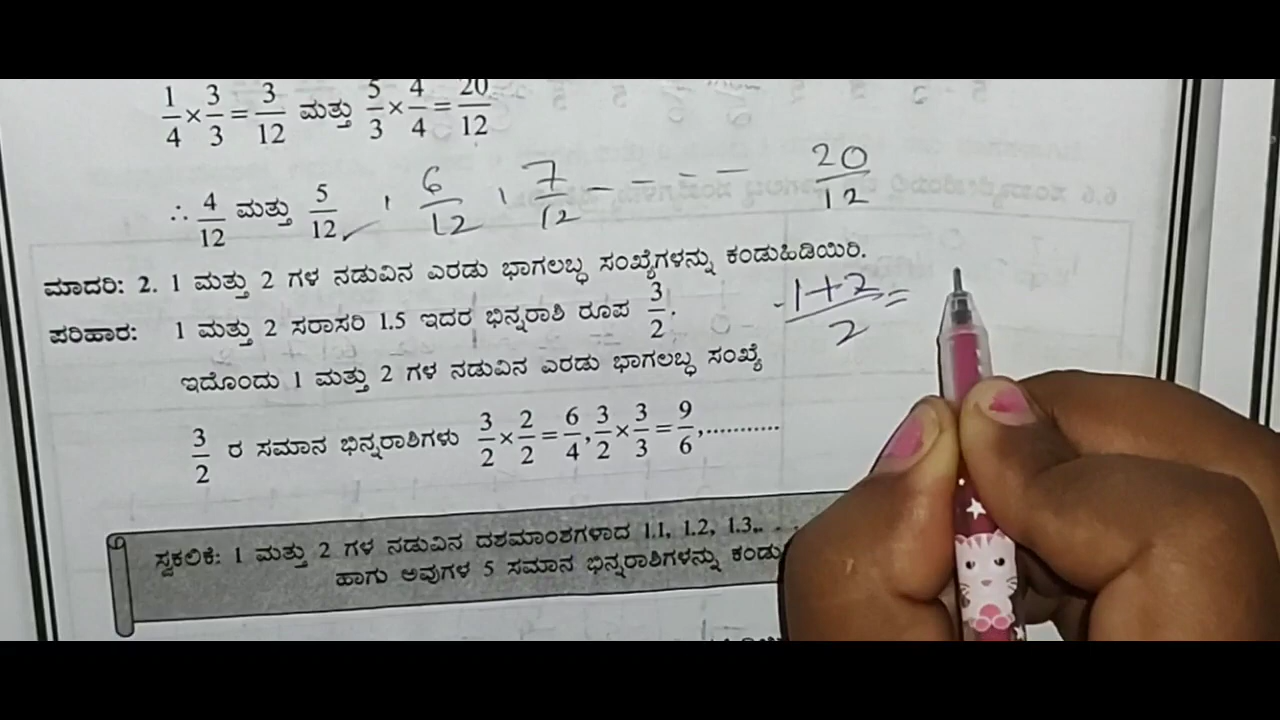 1/4 × 3/3 = 3/12 ಮತ್ತು 5/3 × 4/4 = 20/12
∴ 4/12 ಮತ್ತು 5/12 , 6/12 , 7/12 – – – – – 20/12
ಮಾದರಿ: 2. 1 ಮತ್ತು 2 ಗಳ ನಡುವಿನ ಎರಡು ಭಾಗಲಬ್ಧ ಸಂಖ್ಯೆಗಳನ್ನು ಕಂಡುಹಿಡಿಯಿರಿ.
ಪರಿಹಾರ: 1 ಮತ್ತು 2 ಸರಾಸರಿ 1.5 ಇದರ ಭಿನ್ನರಾಶಿ ರೂಪ 3/2. 1+2/2 =
ಇದೊಂದು 1 ಮತ್ತು 2 ಗಳ ನಡುವಿನ ಎರಡು ಭಾಗಲಬ್ಧ ಸಂಖ್ಯೆ
3/2 ರ ಸಮಾನ ಭಿನ್ನರಾಶಿಗಳು 3/2 × 2/2 = 6/4, 3/2 × 3/3 = 9/6, ...........
ಸ್ವಕಲಿಕೆ: 1 ಮತ್ತು 2 ಗಳ ನಡುವಿನ ದಶಮಾಂಶಗಳಾದ 1.1, 1.2, 1.3,. . .
ಹಾಗು ಅವುಗಳ 5 ಸಮಾನ ಭಿನ್ನರಾಶಿಗಳನ್ನು ಕಂಡು